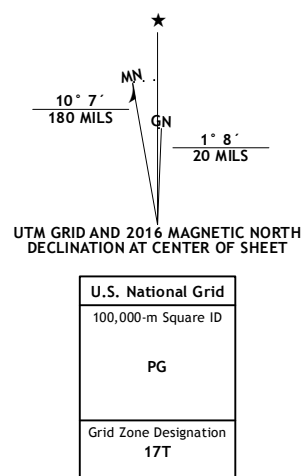 ★
MN
GN
10° 7´
180 MILS
1° 8´
20 MILS
UTM GRID AND 2016 MAGNETIC NORTH
DECLINATION AT CENTER OF SHEET
U.S. National Grid
100,000-m Square ID
PG
Grid Zone Designation
17T